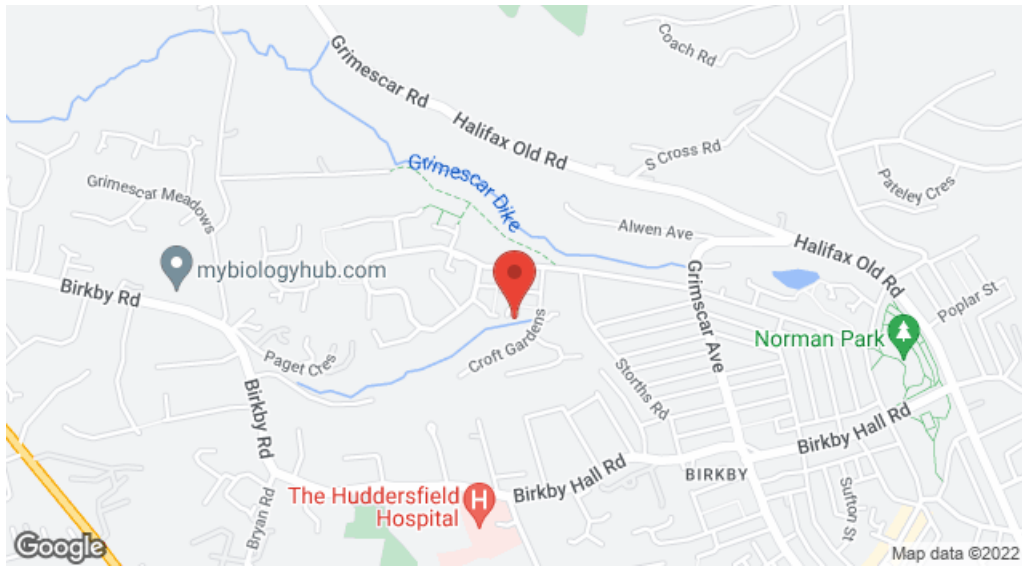 Coach Rd
Grimescar Rd
Halifax Old Rd
S Cross Rd
Grimescar Dike
Pateley Cres
Grimescar Meadows
Alwen Ave
Halifax Old Rd
mybiologyhub.com
Birkby Rd
Grimscar Ave
Poplar St
Norman Park
Croft Gardens
Paget Cres
Storths Rd
Birkby Rd
Birkby Hall Rd
BIRKBY
Birkby Hall Rd
The Huddersfield
Hospital
H
Bryan Rd
Sufton St
Google
Map data ©2022